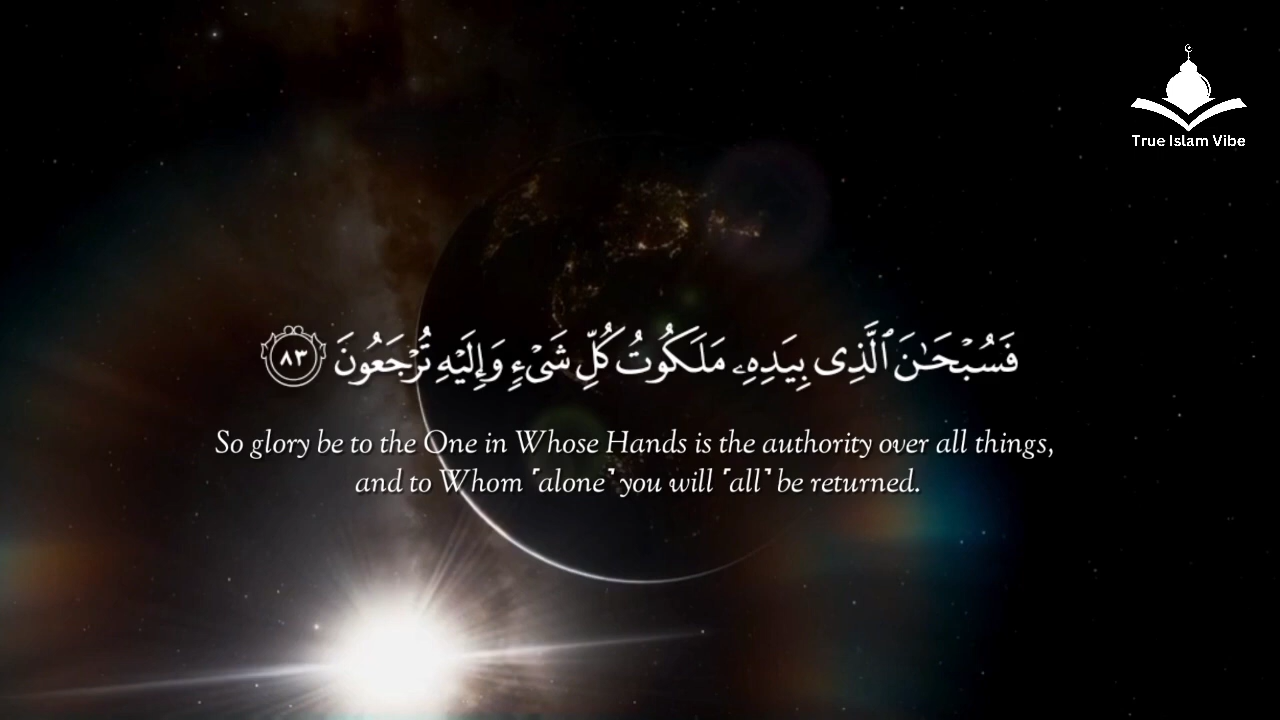 True Islam Vibe
فَسُبْحَـٰنَ ٱلَّذِى بِيَدِهِۦ مَلَكُوتُ كُلِّ شَىْءٍ وَإِلَيْهِ تُرْجَعُونَ ٨٣
So glory be to the One in Whose Hands is the authority over all things,
and to Whom ˹alone˺ you will ˹all˺ be returned.